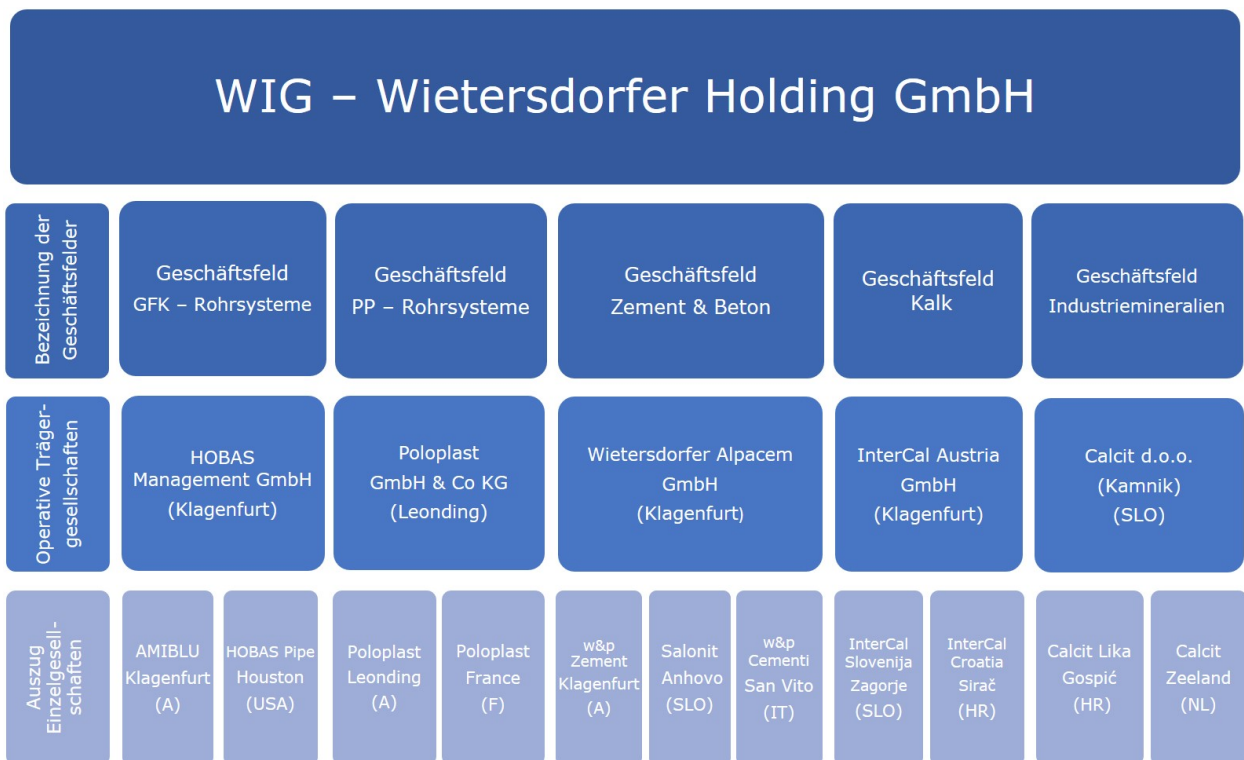 WIG – Wietersdorfer Holding GmbH
Bezeichnung der
Geschäftsfelder
Geschäftsfeld
GFK – Rohrsysteme
Geschäftsfeld
PP – Rohrsysteme
Geschäftsfeld
Zement & Beton
Geschäftsfeld
Kalk
Geschäftsfeld
Industriemineralien
Operative Träger-
gesellschaften
HOBAS
Management GmbH
(Klagenfurt)
Poloplast
GmbH & Co KG
(Leonding)
Wietersdorfer Alpacem
GmbH
(Klagenfurt)
InterCal Austria
GmbH
(Klagenfurt)
Calcit d.o.o.
(Kamnik)
(SLO)
Auszug
Einzelgesell-
schaften
AMIBLU
Klagenfurt
(A)
HOBAS Pipe
Houston
(USA)
Poloplast
Leonding
(A)
Poloplast
France
(F)
w&p
Zement
Klagenfurt
(A)
Salonit
Anhovo
(SLO)
w&p
Cementi
San Vito
(IT)
InterCal
Slovenija
Zagorje
(SLO)
InterCal
Croatia
Sirač
(HR)
Calcit Lika
Gospić
(HR)
Calcit
Zeeland
(NL)